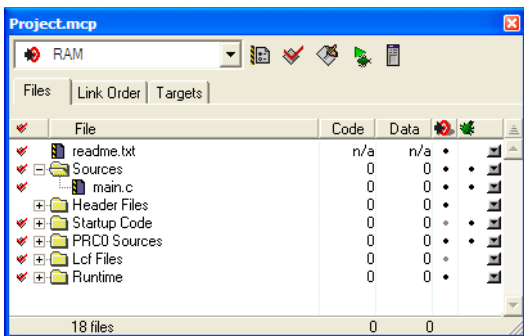 Project.mcp
RAM
Files Link Order Targets
File Code Data
readme.txt n/a n/a
Sources 0 0
main.c 0 0
Header Files 0 0
Startup Code 0 0
PRC0 Sources 0 0
Lcf Files 0 0
Runtime 0 0
18 files 0 0